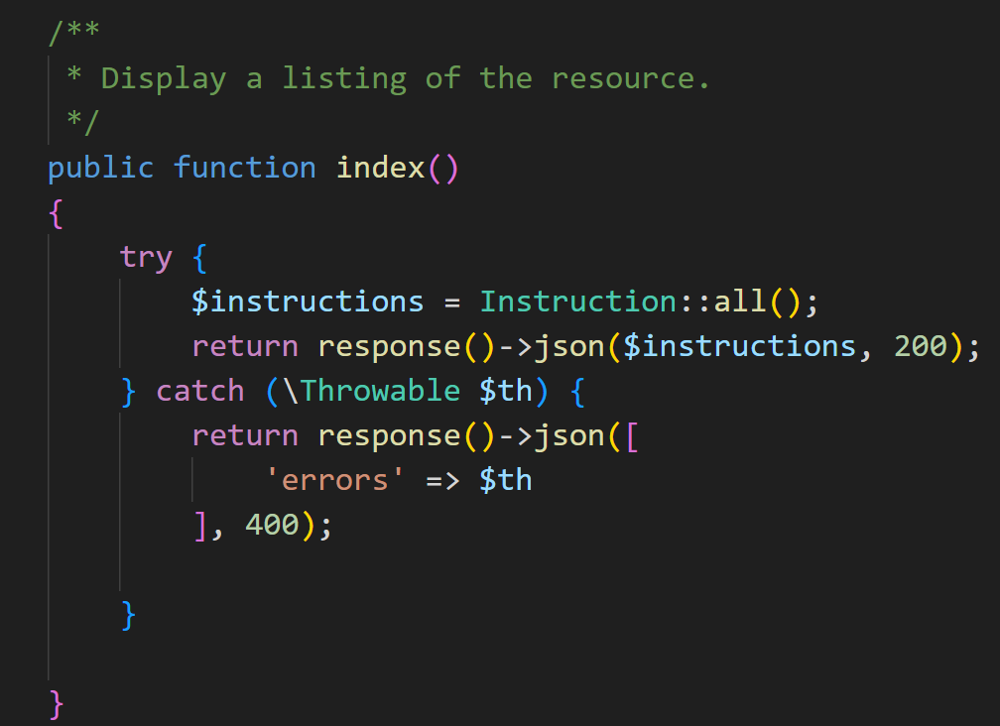 /**
 * Display a listing of the resource.
 */
public function index()
{
    try {
        $instructions = Instruction::all();
        return response()->json($instructions, 200);
    } catch (\Throwable $th) {
        return response()->json([
            'errors' => $th
        ], 400);
    }
}